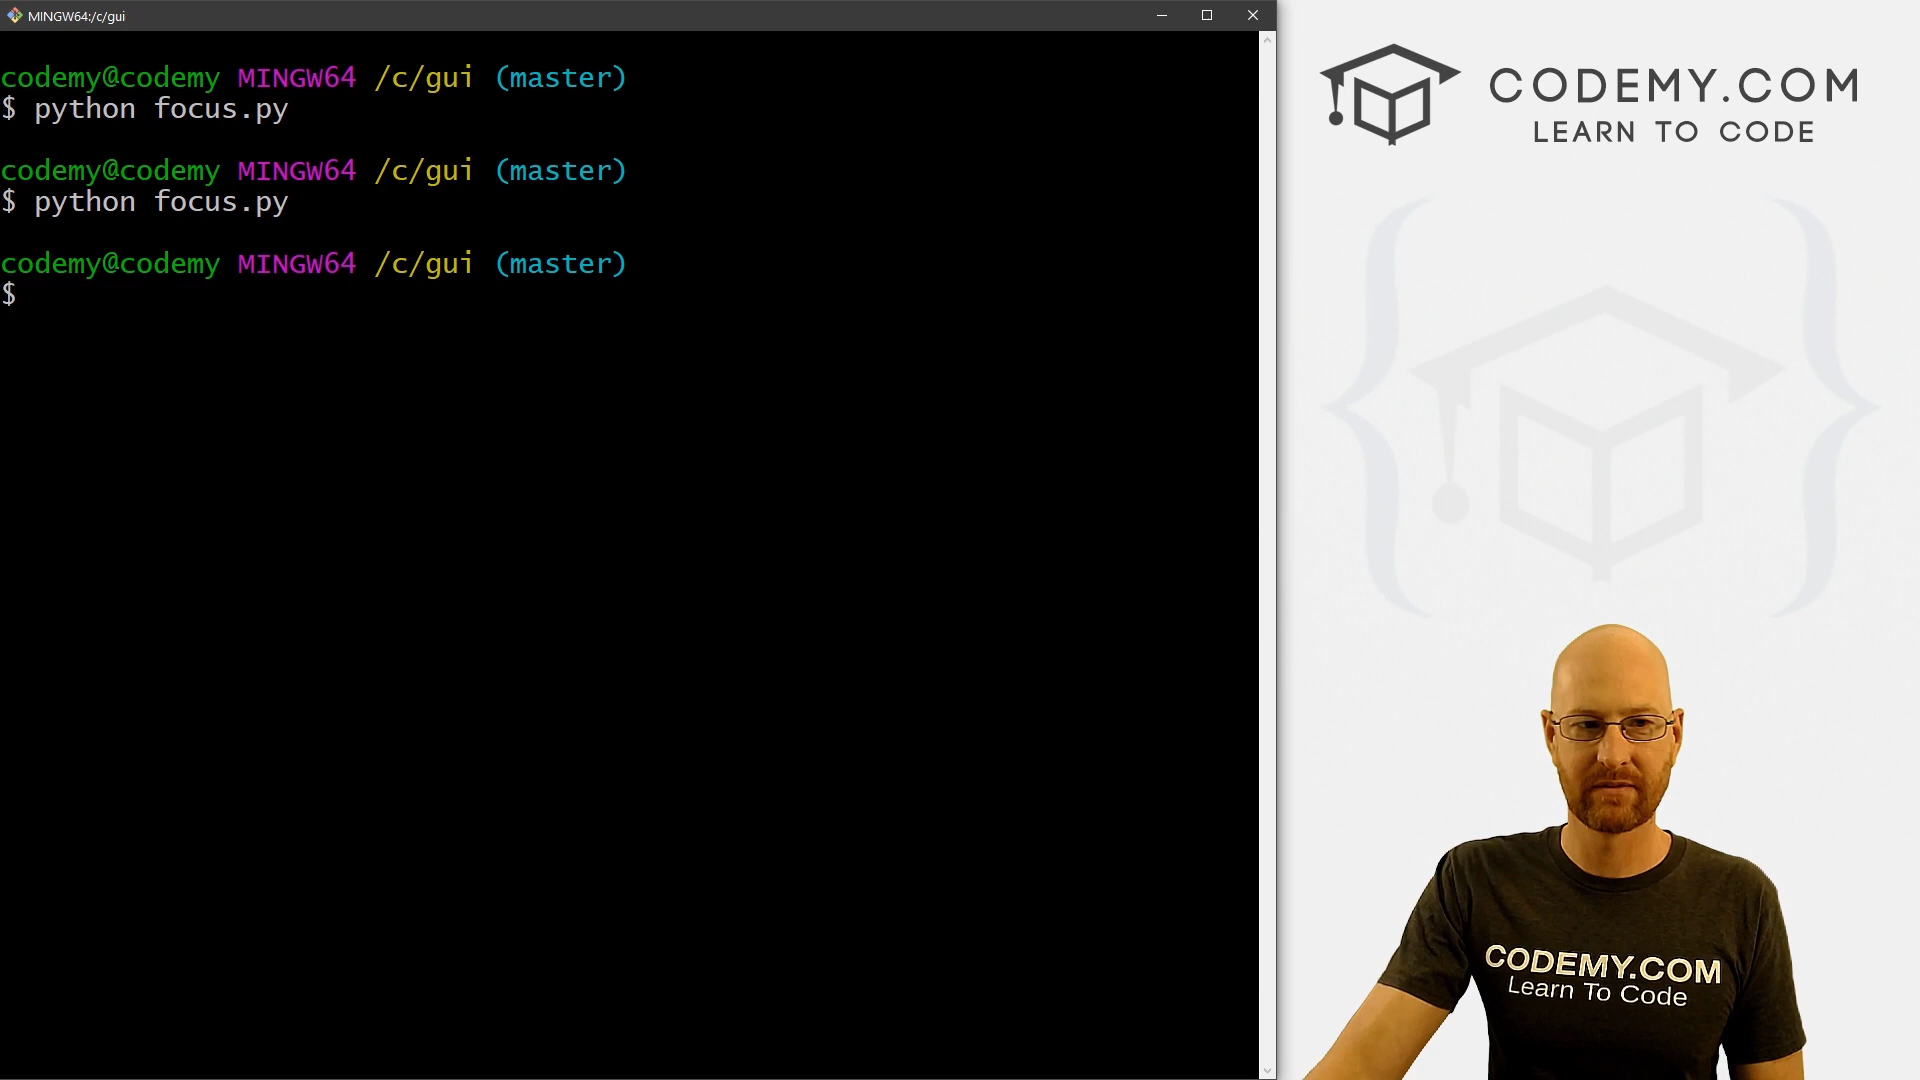 MINGW64:/c/gui
codemy@codemy MINGW64 /c/gui (master)
$ python focus.py
codemy@codemy MINGW64 /c/gui (master)
$ python focus.py
codemy@codemy MINGW64 /c/gui (master)
$
CODEMY.COM
LEARN TO CODE
CODEMY.COM
Learn To Code